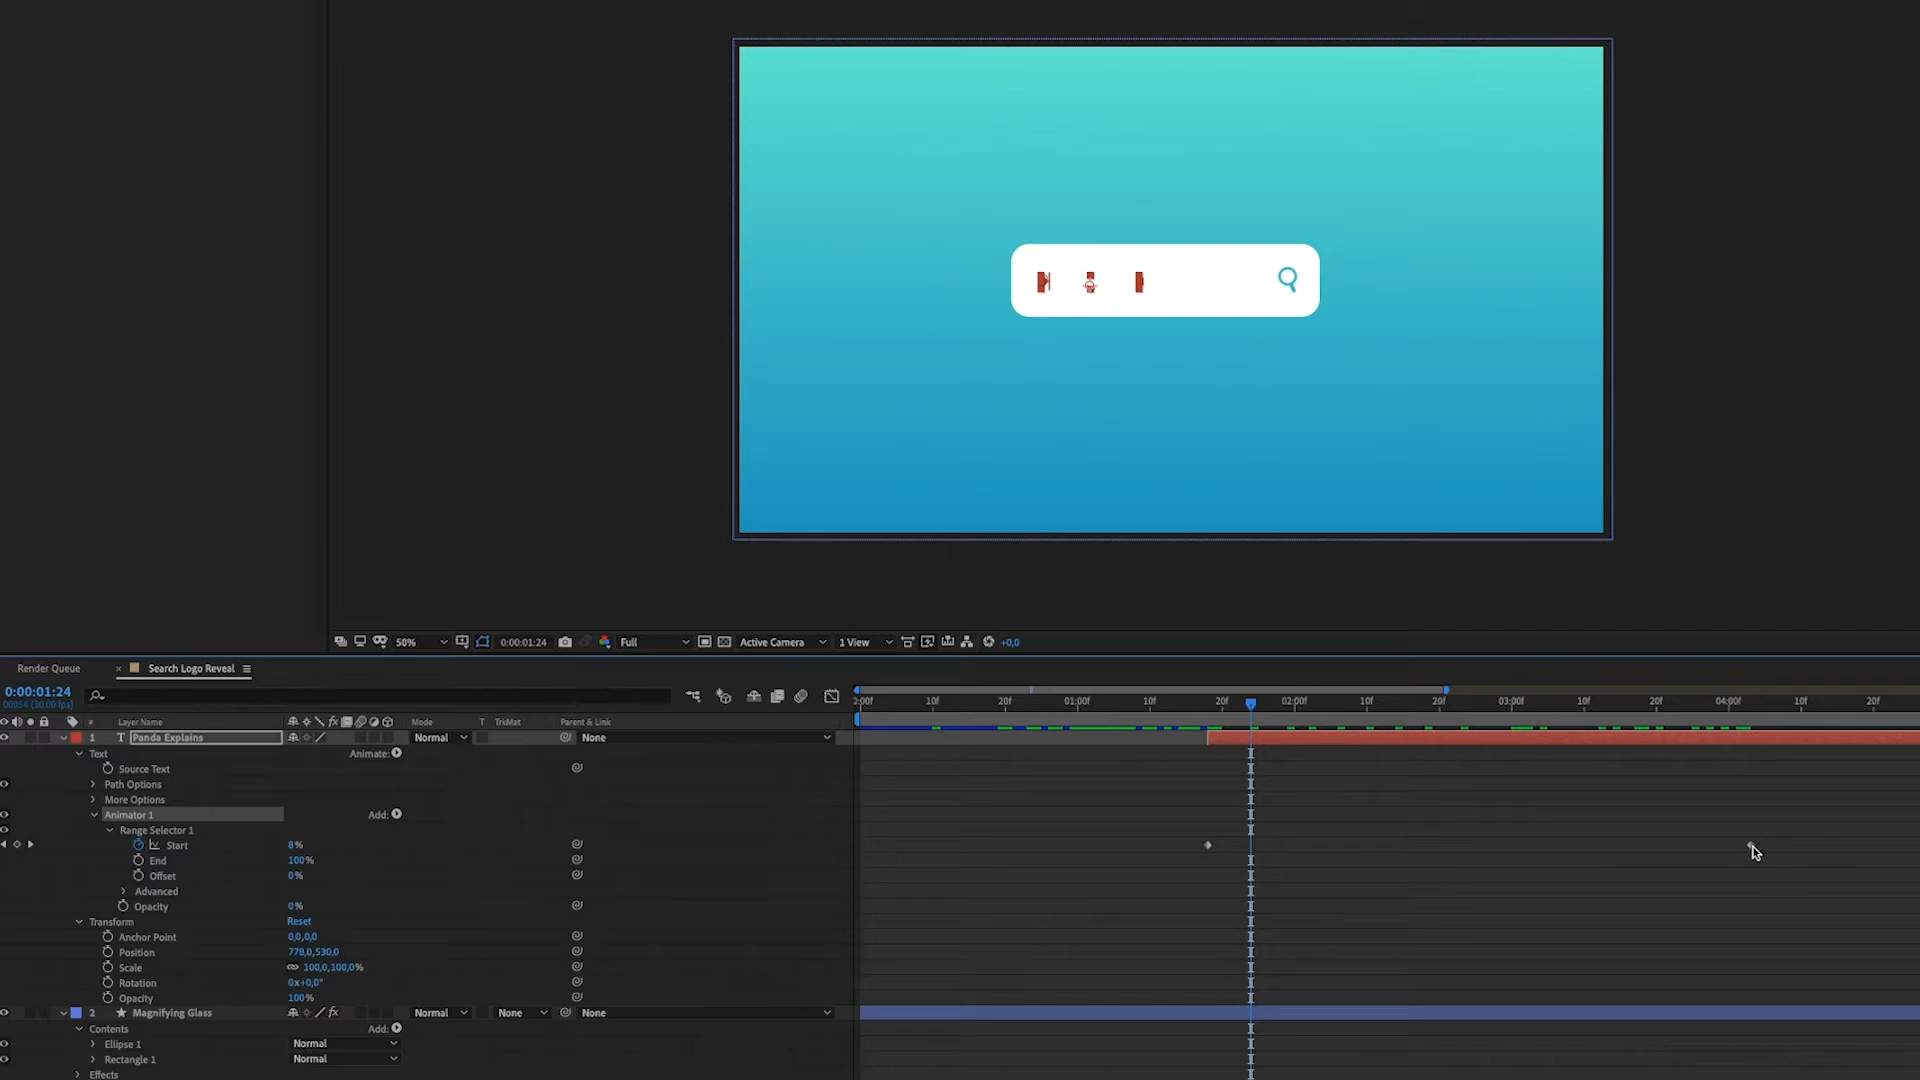 50% 0:00:01:24 Full Active Camera 1 View +0,0
Render Queue × Search Logo Reveal
0:00:01:24
00054 (30.00 fps)
:00f 10f 20f 01:00f 10f 20f 02:00f 10f 20f 03:00f 10f 20f 04:00f 10f 20f
# Layer Name fx Mode T TrkMat Parent & Link
1 T Panda Explains Normal None
Text Animate:
Source Text
Path Options
More Options
Animator 1 Add:
Range Selector 1
Start 8%
End 100%
Offset 0%
Advanced
Opacity 0%
Transform Reset
Anchor Point 0,0,0,0
Position 778,0,530,0
Scale 100,0,100,0%
Rotation 0x+0,0°
Opacity 100%
2 Magnifying Glass fx Normal None None
Contents Add:
Ellipse 1 Normal
Rectangle 1 Normal
Effects